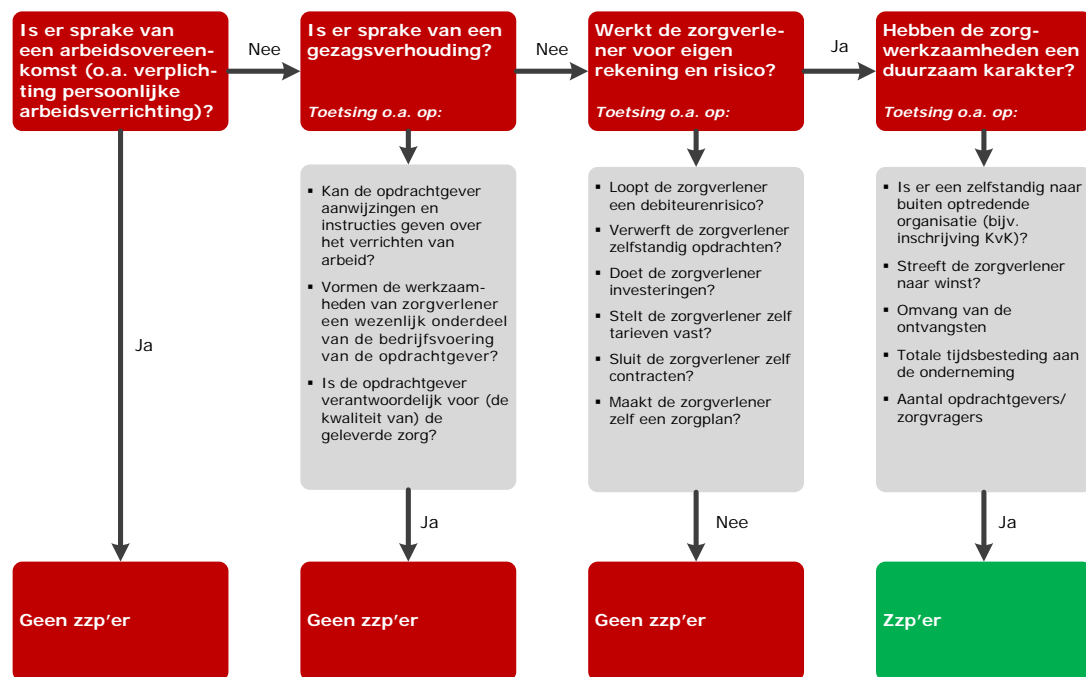 Is er sprake van
een arbeidsovereen-
komst (o.a. verplich-
ting persoonlijke
arbeidsverrichting)?
Nee
Is er sprake van een
gezagsverhouding?
Toetsing o.a. op:
Nee
Werkt de zorgverle-
ner voor eigen
rekening en risico?
Toetsing o.a. op:
Ja
Hebben de zorg-
werkzaamheden een
duurzaam karakter?
Toetsing o.a. op:
Ja
▪ Kan de opdrachtgever
aanwijzingen en
instructies geven over
het verrichten van
arbeid?
▪ Vormen de werkzaam-
heden van zorgverlener
een wezenlijk onderdeel
van de bedrijfsvoering
van de opdrachtgever?
▪ Is de opdrachtgever
verantwoordelijk voor (de
kwaliteit van) de
geleverde zorg?
▪ Loopt de zorgverlener
een debiteurenrisico?
▪ Verwerft de zorgverlener
zelfstandig opdrachten?
▪ Doet de zorgverlener
investeringen?
▪ Stelt de zorgverlener zelf
tarieven vast?
▪ Sluit de zorgverlener zelf
contracten?
▪ Maakt de zorgverlener
zelf een zorgplan?
▪ Is er een zelfstandig naar
buiten optredende
organisatie (bijv.
inschrijving KvK)?
▪ Streeft de zorgverlener
naar winst?
▪ Omvang van de
ontvangsten
▪ Totale tijdsbesteding aan
de onderneming
▪ Aantal opdrachtgevers/
zorgvragers
Ja
Nee
Ja
Geen zzp'er
Geen zzp'er
Geen zzp'er
Zzp'er